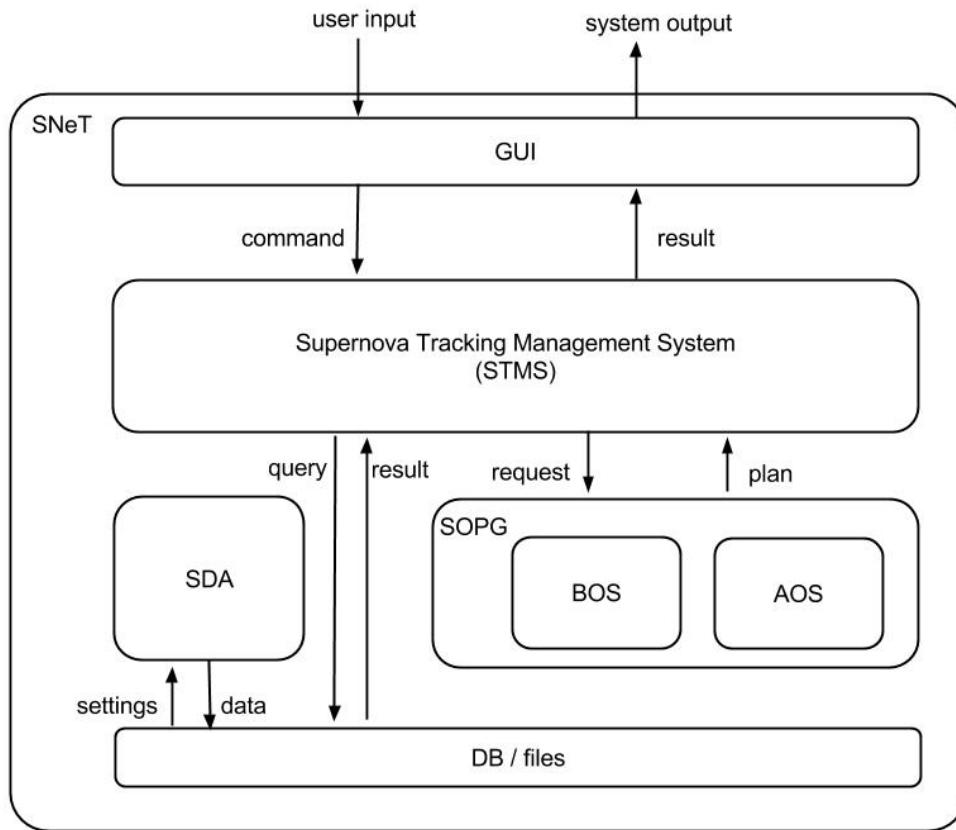 user input
system output
SNeT
GUI
command
result
Supernova Tracking Management System
(STMS)
query
result
request
plan
SOPG
SDA
BOS
AOS
settings
data
DB / files